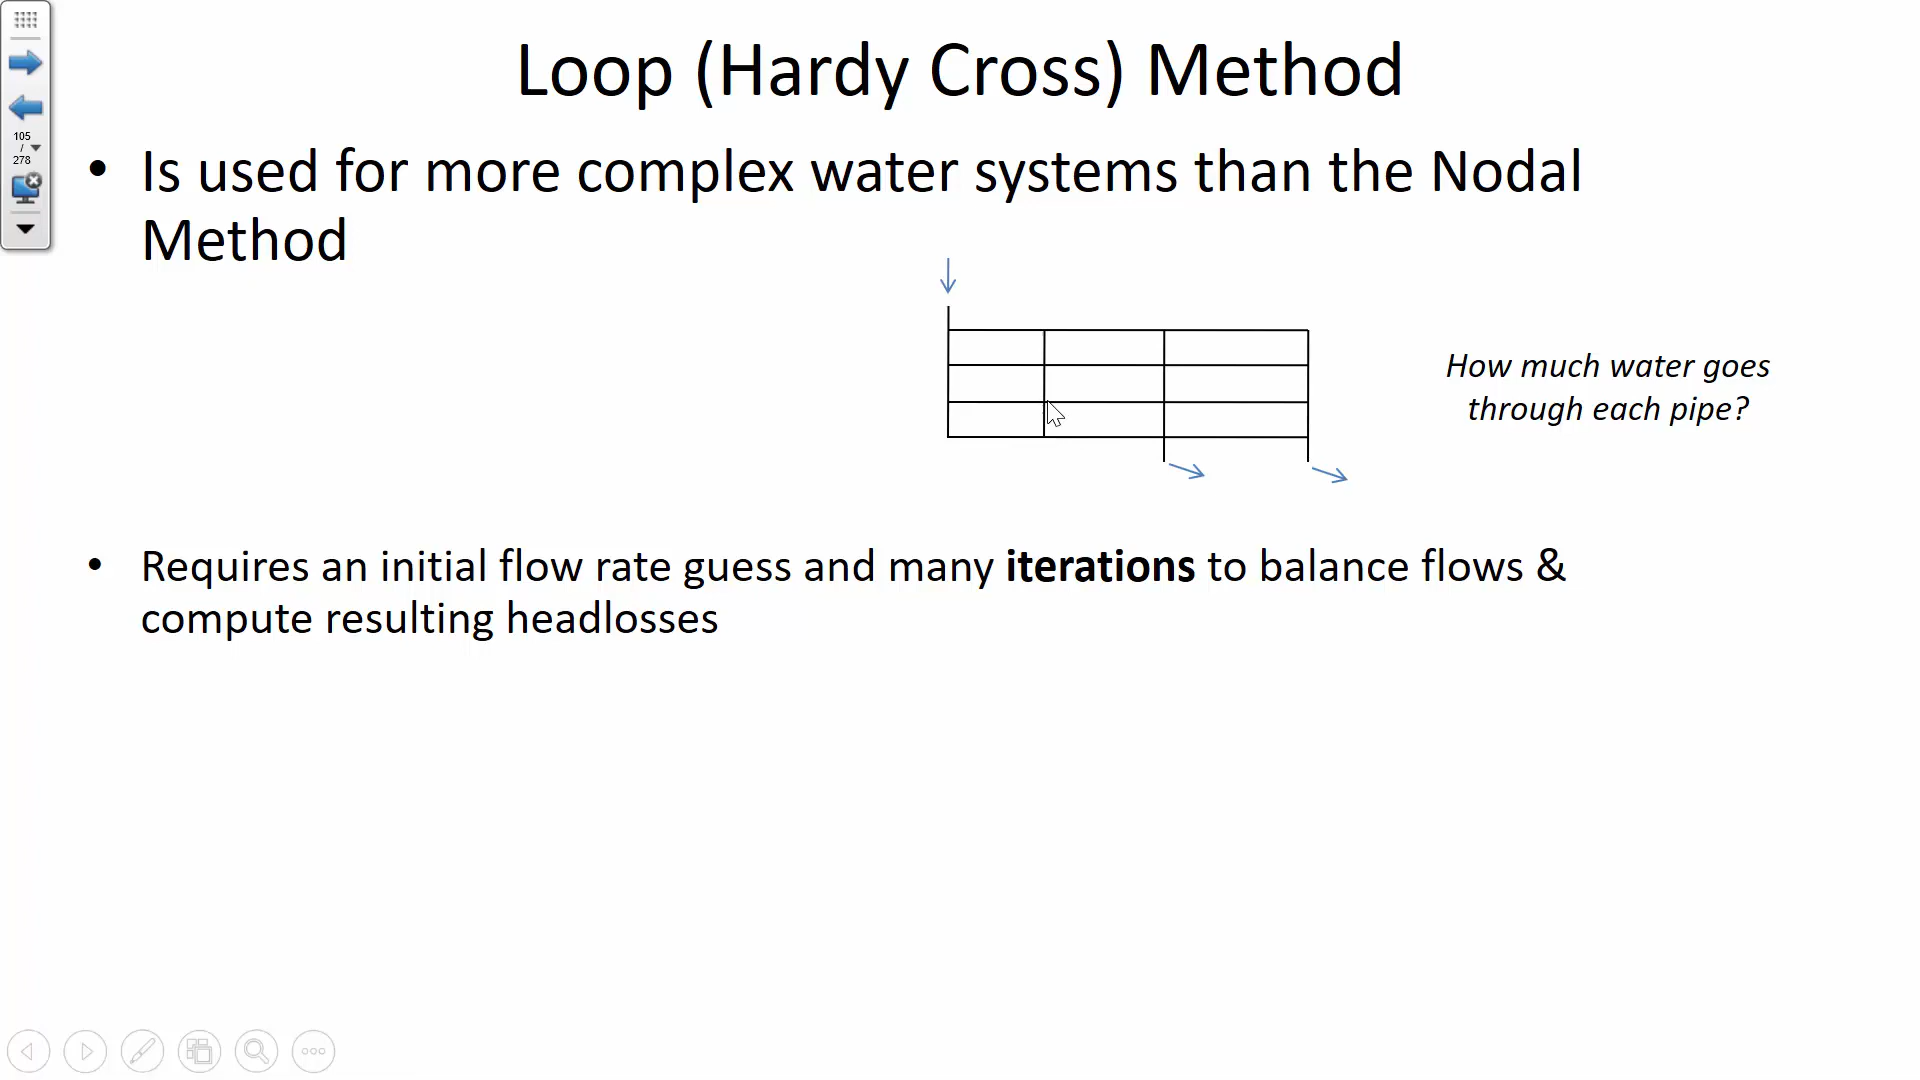 Loop (Hardy Cross) Method
105
/
278
• Is used for more complex water systems than the Nodal
Method
How much water goes
through each pipe?
• Requires an initial flow rate guess and many iterations to balance flows &
compute resulting headlosses